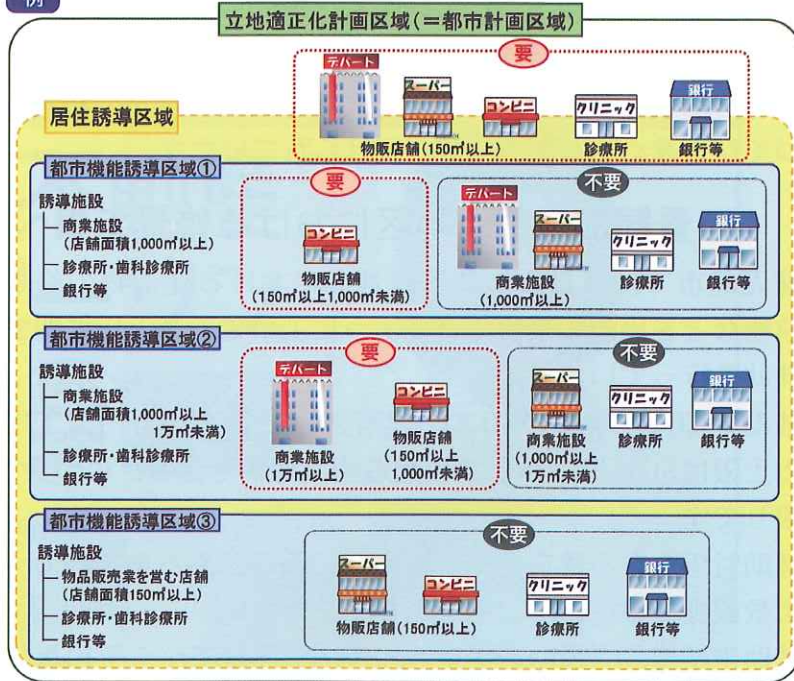 例
立地適正化計画区域(＝都市計画区域)
要
デパート
スーパー
コンビニ
クリニック
銀行
物販店舗(150㎡以上)
診療所
銀行等
居住誘導区域
都市機能誘導区域①
誘導施設
商業施設
(店舗面積1,000㎡以上)
診療所・歯科診療所
銀行等
要
コンビニ
物販店舗
(150㎡以上1,000㎡未満)
不要
デパート
スーパー
クリニック
銀行
商業施設
(1,000㎡以上)
診療所
銀行等
都市機能誘導区域②
誘導施設
商業施設
(店舗面積1,000㎡以上
1万㎡未満)
診療所・歯科診療所
銀行等
要
デパート
コンビニ
商業施設
(1万㎡以上)
物販店舗
(150㎡以上
1,000㎡未満)
不要
スーパー
クリニック
銀行
商業施設
(1,000㎡以上
1万㎡未満)
診療所
銀行等
都市機能誘導区域③
誘導施設
物品販売業を営む店舗
(店舗面積150㎡以上)
診療所・歯科診療所
銀行等
不要
スーパー
コンビニ
クリニック
銀行
物販店舗(150㎡以上)
診療所
銀行等